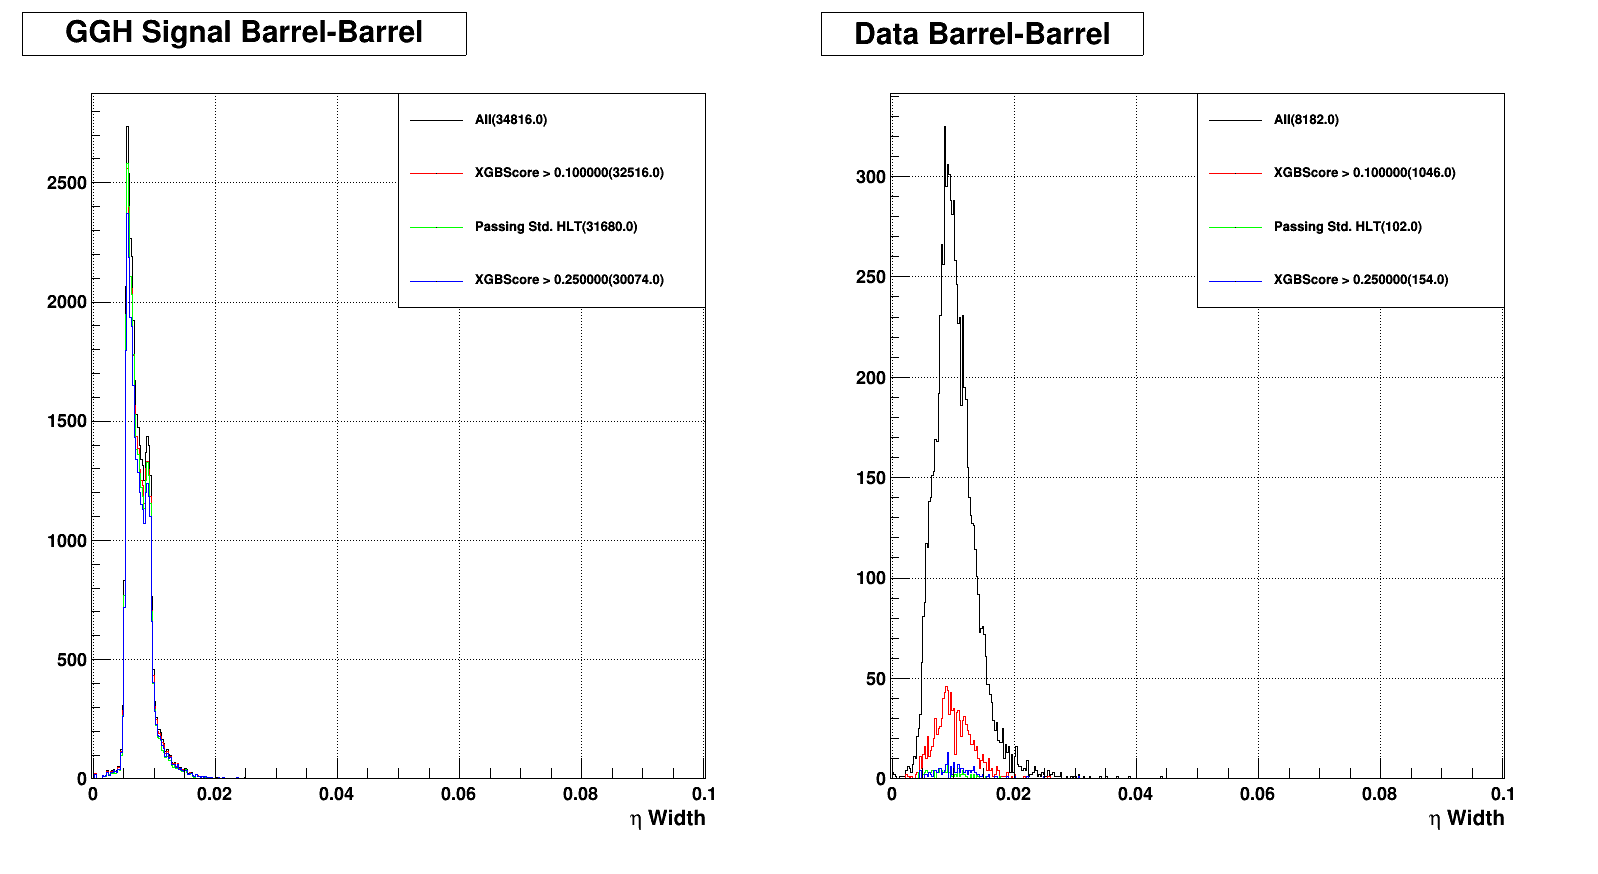 GGH Signal Barrel-Barrel
All(34816.0)
XGBScore > 0.100000(32516.0)
Passing Std. HLT(31680.0)
XGBScore > 0.250000(30074.0)
2500
2000
1500
1000
500
0
0 0.02 0.04 0.06 0.08 0.1
η Width
Data Barrel-Barrel
All(8182.0)
XGBScore > 0.100000(1046.0)
Passing Std. HLT(102.0)
XGBScore > 0.250000(154.0)
300
250
200
150
100
50
0
0 0.02 0.04 0.06 0.08 0.1
η Width